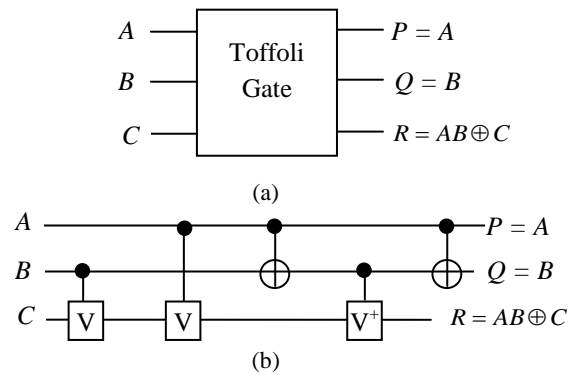 A Toffoli P = A
B Gate Q = B
C R = AB⊕C
(a)
A P = A
B Q = B
C V V V⁺ R = AB⊕C
(b)